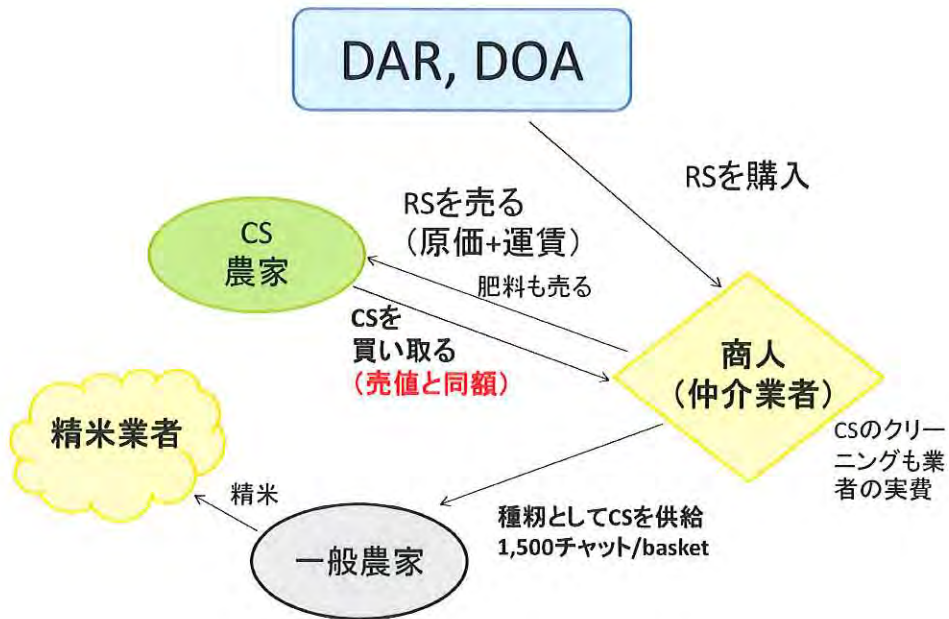 DAR, DOA
RSを購入
RSを売る
（原価+運賃）
CS
農家
肥料も売る
CSを
買い取る
（売値と同額）
商人
（仲介業者）
精米業者
CSのクリー
ニングも業
者の実費
精米
種籾としてCSを供給
1,500チャット/basket
一般農家